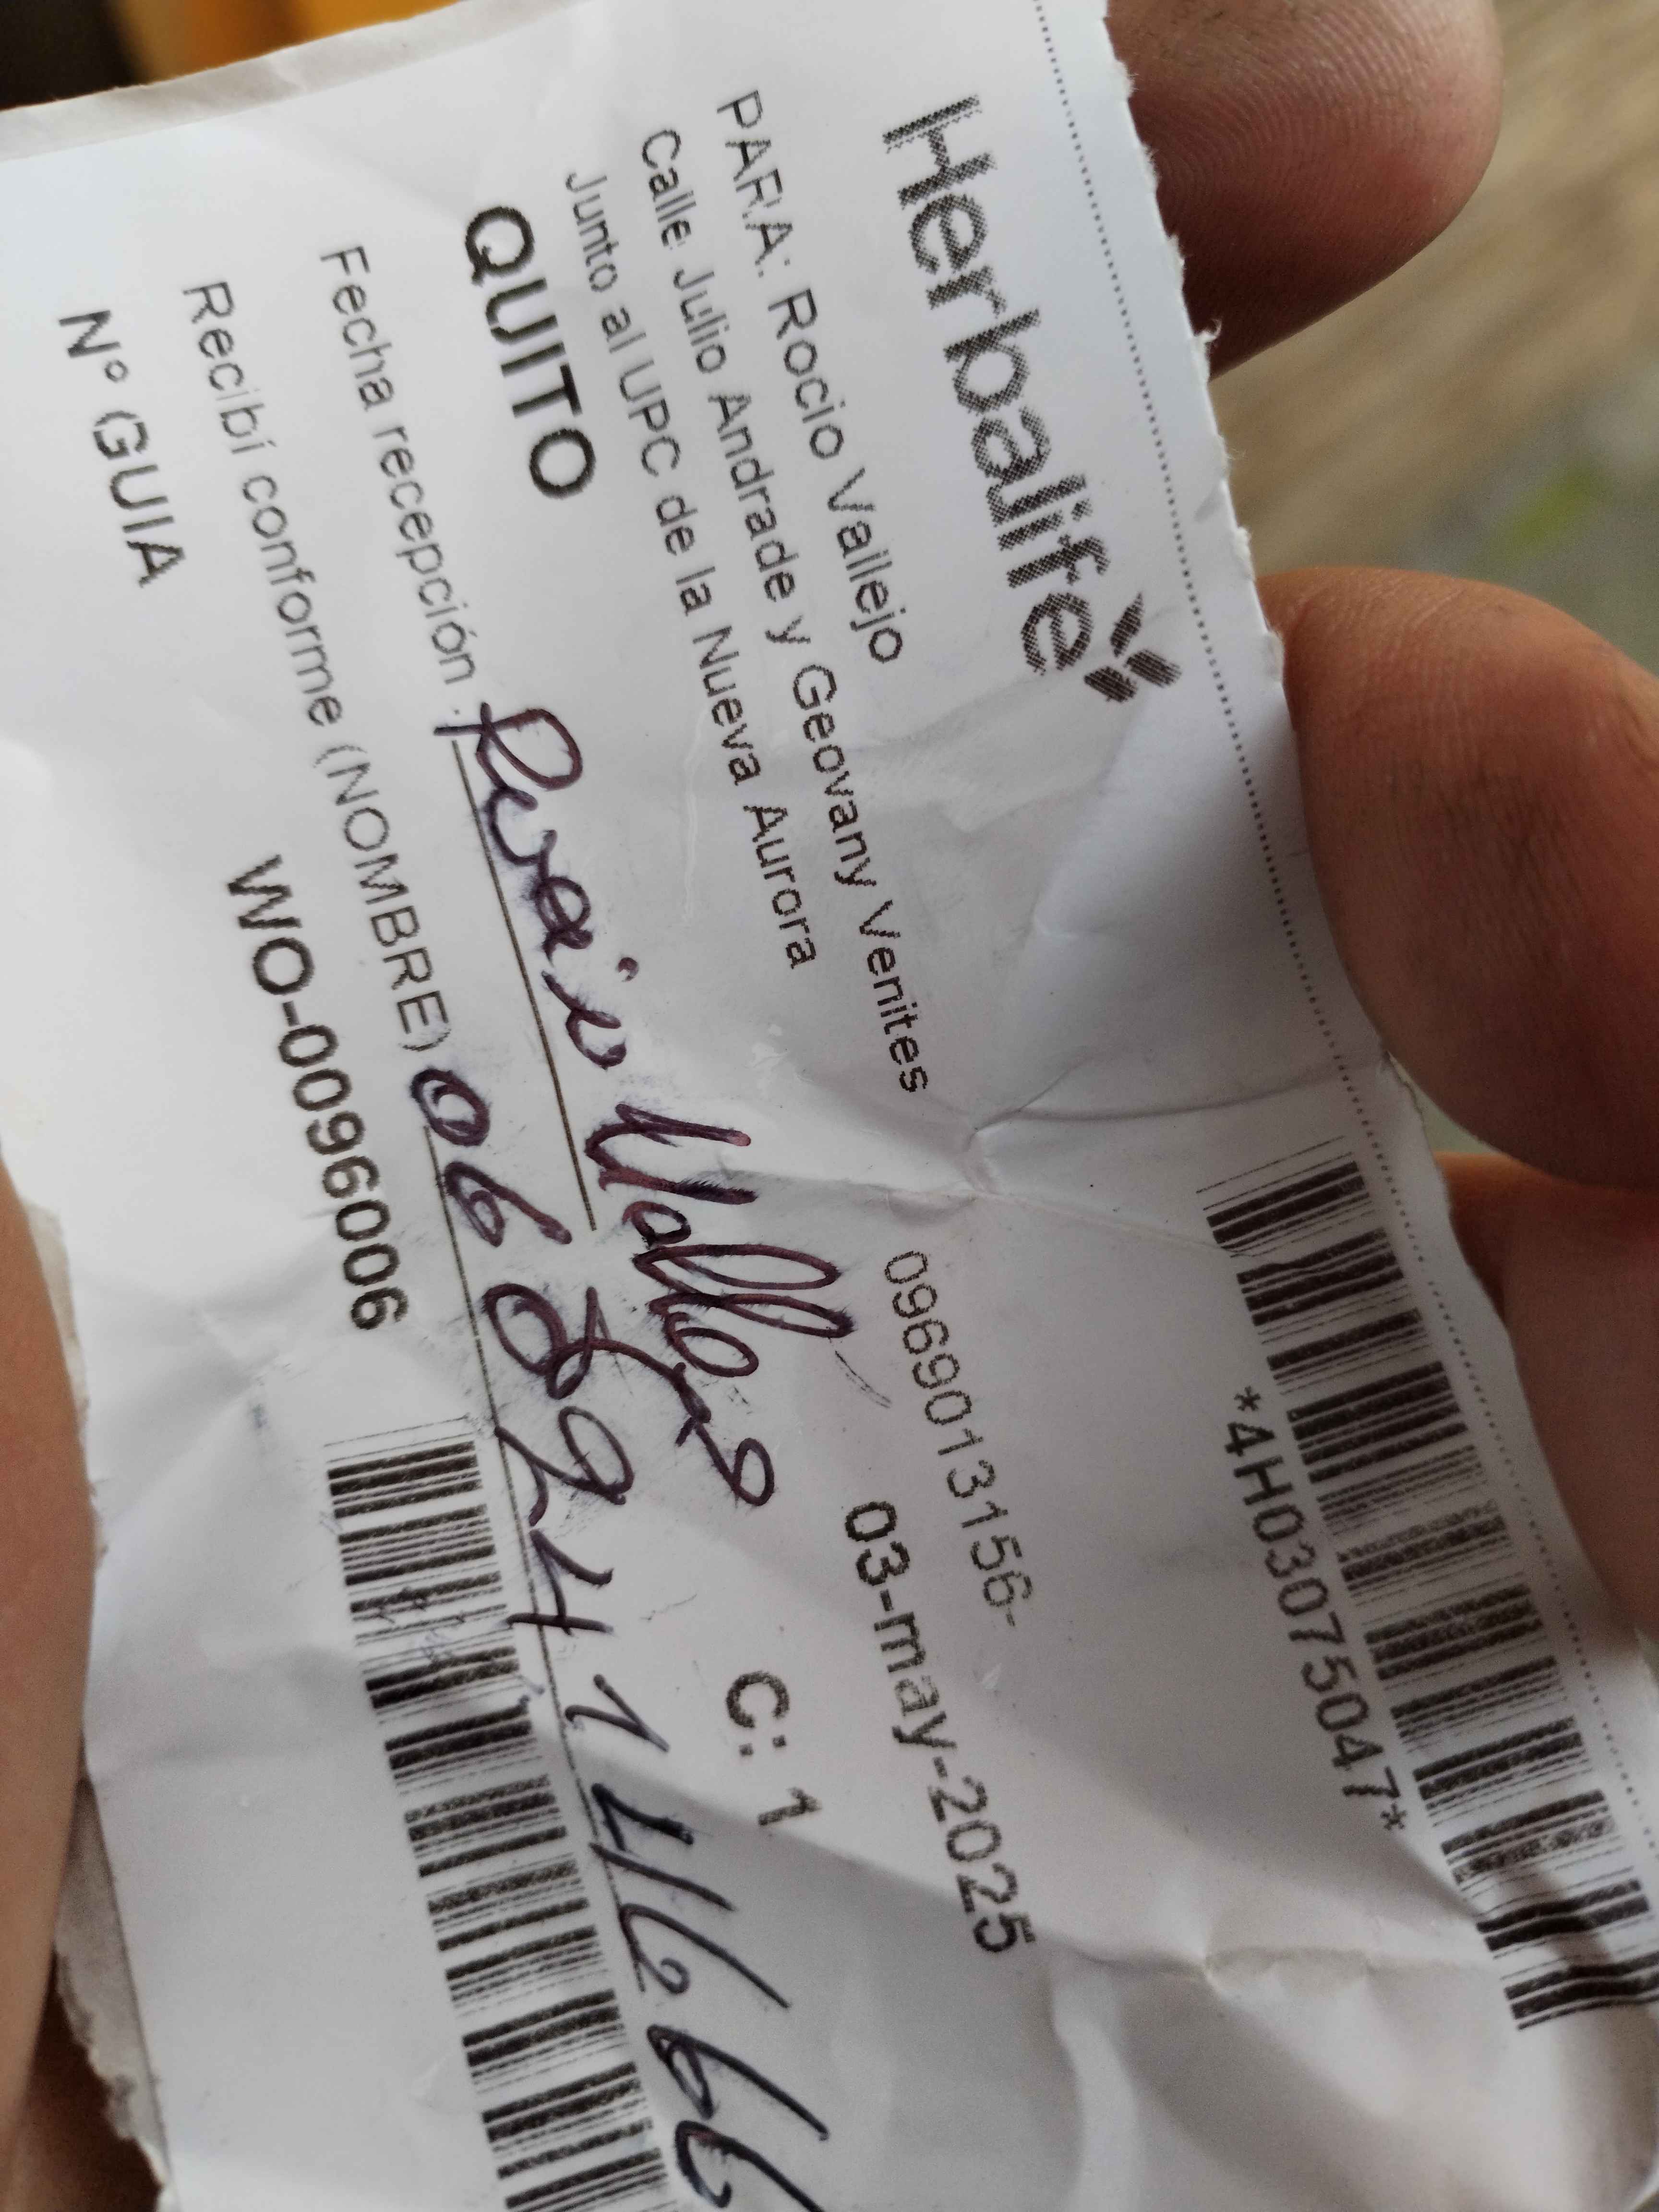 *4H03075047*
Herbalife
PARA: Rocio Vallejo
0969013156-
Calle Julio Andrade y Geovany Venites
03-may-2025
Junto al UPC de la Nueva Aurora
QUITO
C: 1
Fecha recepción
Recibí conforme (NOMBRE)
Nº GUIA WO-0096006